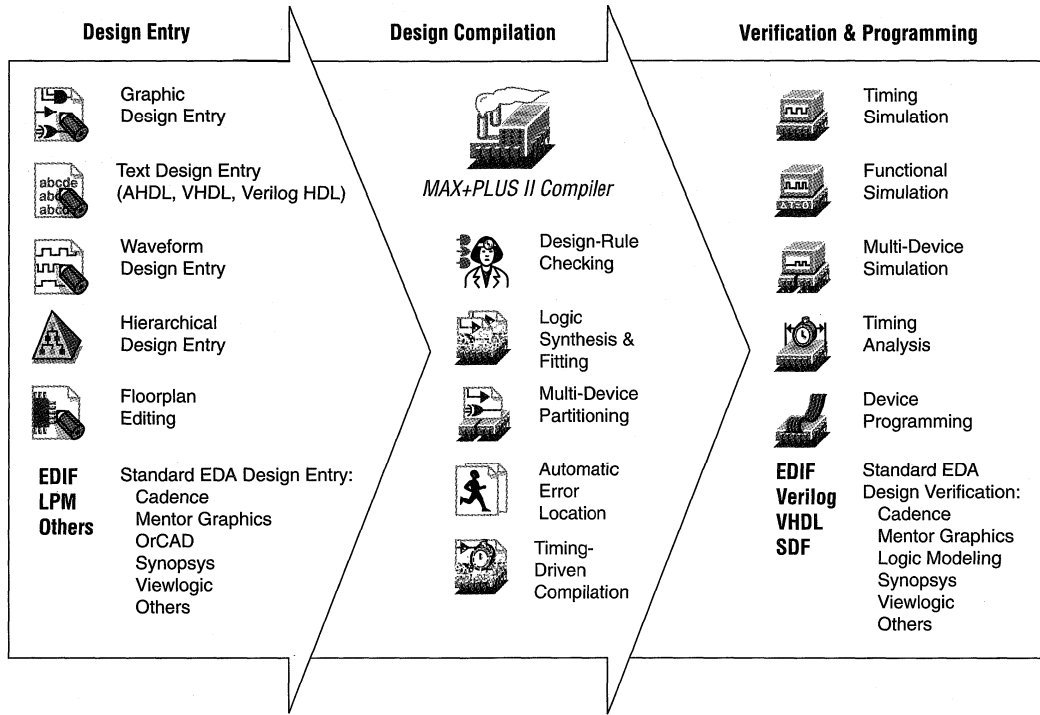 Design Entry
Graphic
Design Entry
abcde
abc
abcde
Text Design Entry
(AHDL, VHDL, Verilog HDL)
Waveform
Design Entry
Hierarchical
Design Entry
Floorplan
Editing
EDIF
LPM
Others
Standard EDA Design Entry:
Cadence
Mentor Graphics
OrCAD
Synopsys
Viewlogic
Others
Design Compilation
MAX+PLUS II Compiler
Design-Rule
Checking
Logic
Synthesis &
Fitting
Multi-Device
Partitioning
Automatic
Error
Location
Timing-
Driven
Compilation
Verification & Programming
Timing
Simulation
Functional
Simulation
Multi-Device
Simulation
Timing
Analysis
Device
Programming
EDIF
Verilog
VHDL
SDF
Standard EDA
Design Verification:
Cadence
Mentor Graphics
Logic Modeling
Synopsys
Viewlogic
Others